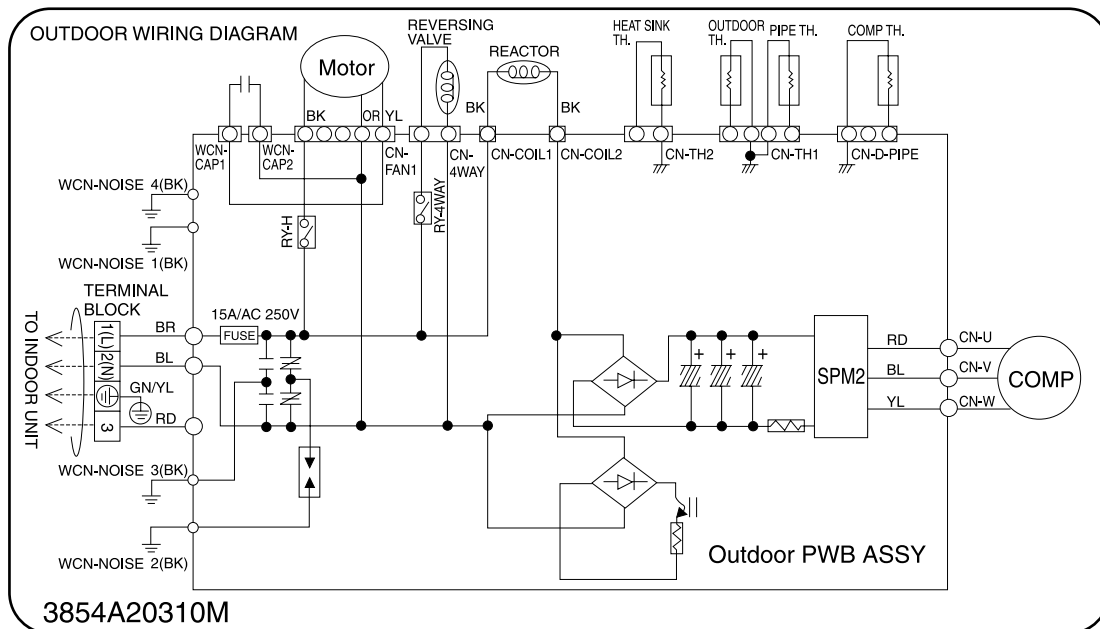 OUTDOOR WIRING DIAGRAM
REVERSING
VALVE
Motor
REACTOR
HEAT SINK
TH.
OUTDOOR
TH.
PIPE TH.
COMP TH.
BK
OR
YL
BK
BK
WCN-
CAP1
WCN-
CAP2
CN-
FAN1
CN-
4WAY
CN-COIL1
CN-COIL2
CN-TH2
CN-TH1
CN-D-PIPE
WCN-NOISE 4(BK)
WCN-NOISE 1(BK)
RY-H
RY-4WAY
TERMINAL
BLOCK
15A/AC 250V
FUSE
TO INDOOR UNIT
1(L)
2(N)
3
BR
BL
GN/YL
RD
WCN-NOISE 3(BK)
WCN-NOISE 2(BK)
+
+
+
SPM2
RD
BL
YL
CN-U
CN-V
CN-W
COMP
Outdoor PWB ASSY
3854A20310M